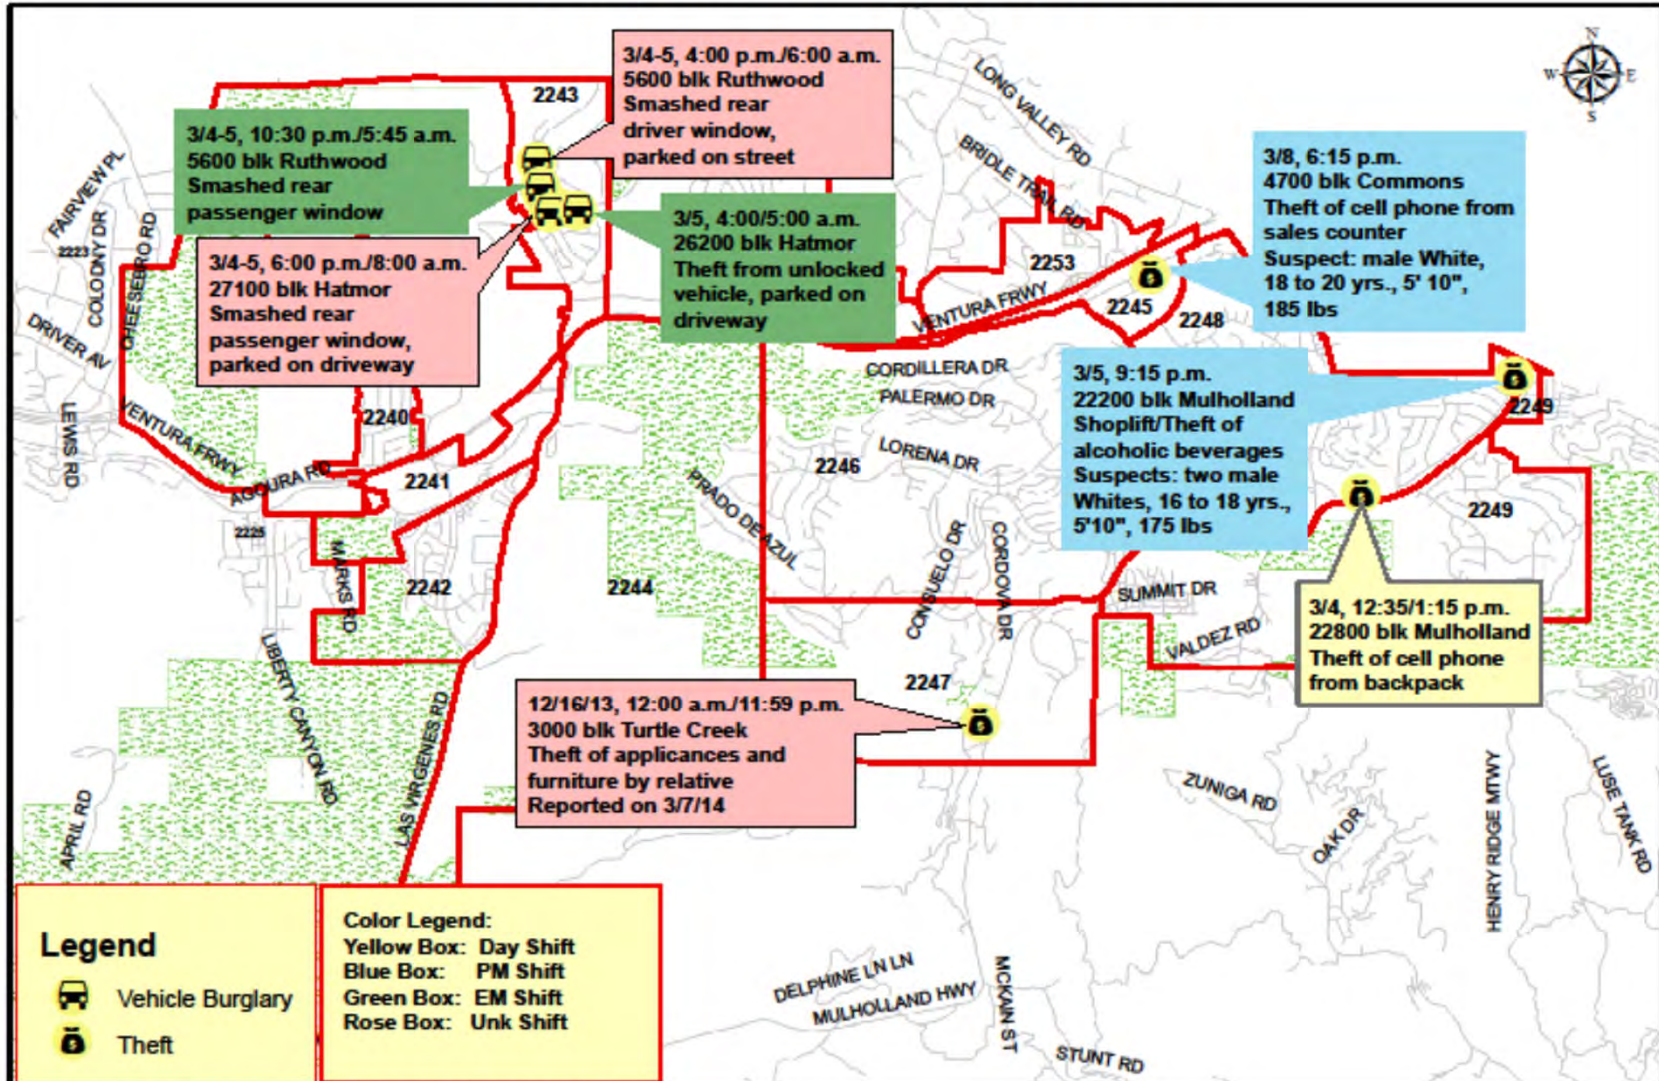 3/4-5, 4:00 p.m./6:00 a.m.
5600 blk Ruthwood
Smashed rear
driver window,
parked on street
3/4-5, 10:30 p.m./5:45 a.m.
5600 blk Ruthwood
Smashed rear
passenger window
3/4-5, 6:00 p.m./8:00 a.m.
27100 blk Hatmor
Smashed rear
passenger window,
parked on driveway
3/5, 4:00/5:00 a.m.
26200 blk Hatmor
Theft from unlocked
vehicle, parked on
driveway
3/8, 6:15 p.m.
4700 blk Commons
Theft of cell phone from
sales counter
Suspect: male White,
18 to 20 yrs., 5' 10",
185 lbs
3/5, 9:15 p.m.
22200 blk Mulholland
Shoplift/Theft of
alcoholic beverages
Suspects: two male
Whites, 16 to 18 yrs.,
5'10", 175 lbs
3/4, 12:35/1:15 p.m.
22800 blk Mulholland
Theft of cell phone
from backpack
12/16/13, 12:00 a.m./11:59 p.m.
3000 blk Turtle Creek
Theft of applicances and
furniture by relative
Reported on 3/7/14
N
W
E
S
2243
LONG VALLEY RD
BRIDLE TRAIL RD
FAIRVIEW PL
2223
COLODNY DR
CHEESEBRO RD
DRIVER AV
LEWIS RD
VENTURA FRWY
AGOURA RD
2225
2240
2241
2242
MARKS RD
LIBERTY CANYON RD
LAS VIRGENES RD
APRIL RD
2244
2253
VENTURA FRWY
2245
2248
CORDILLERA DR
PALERMO DR
LORENA DR
2246
PRADO DE AZUL
CONSUELO DR
CORDOVA DR
2249
2249
SUMMIT DR
VALDEZ RD
2247
ZUNIGA RD
OAK DR
HENRY RIDGE MTWY
LUSE TANK RD
DELPHINE LN LN
MULHOLLAND HWY
MCKAIN ST
STUNT RD
Legend
Vehicle Burglary
Theft
Color Legend:
Yellow Box: Day Shift
Blue Box: PM Shift
Green Box: EM Shift
Rose Box: Unk Shift